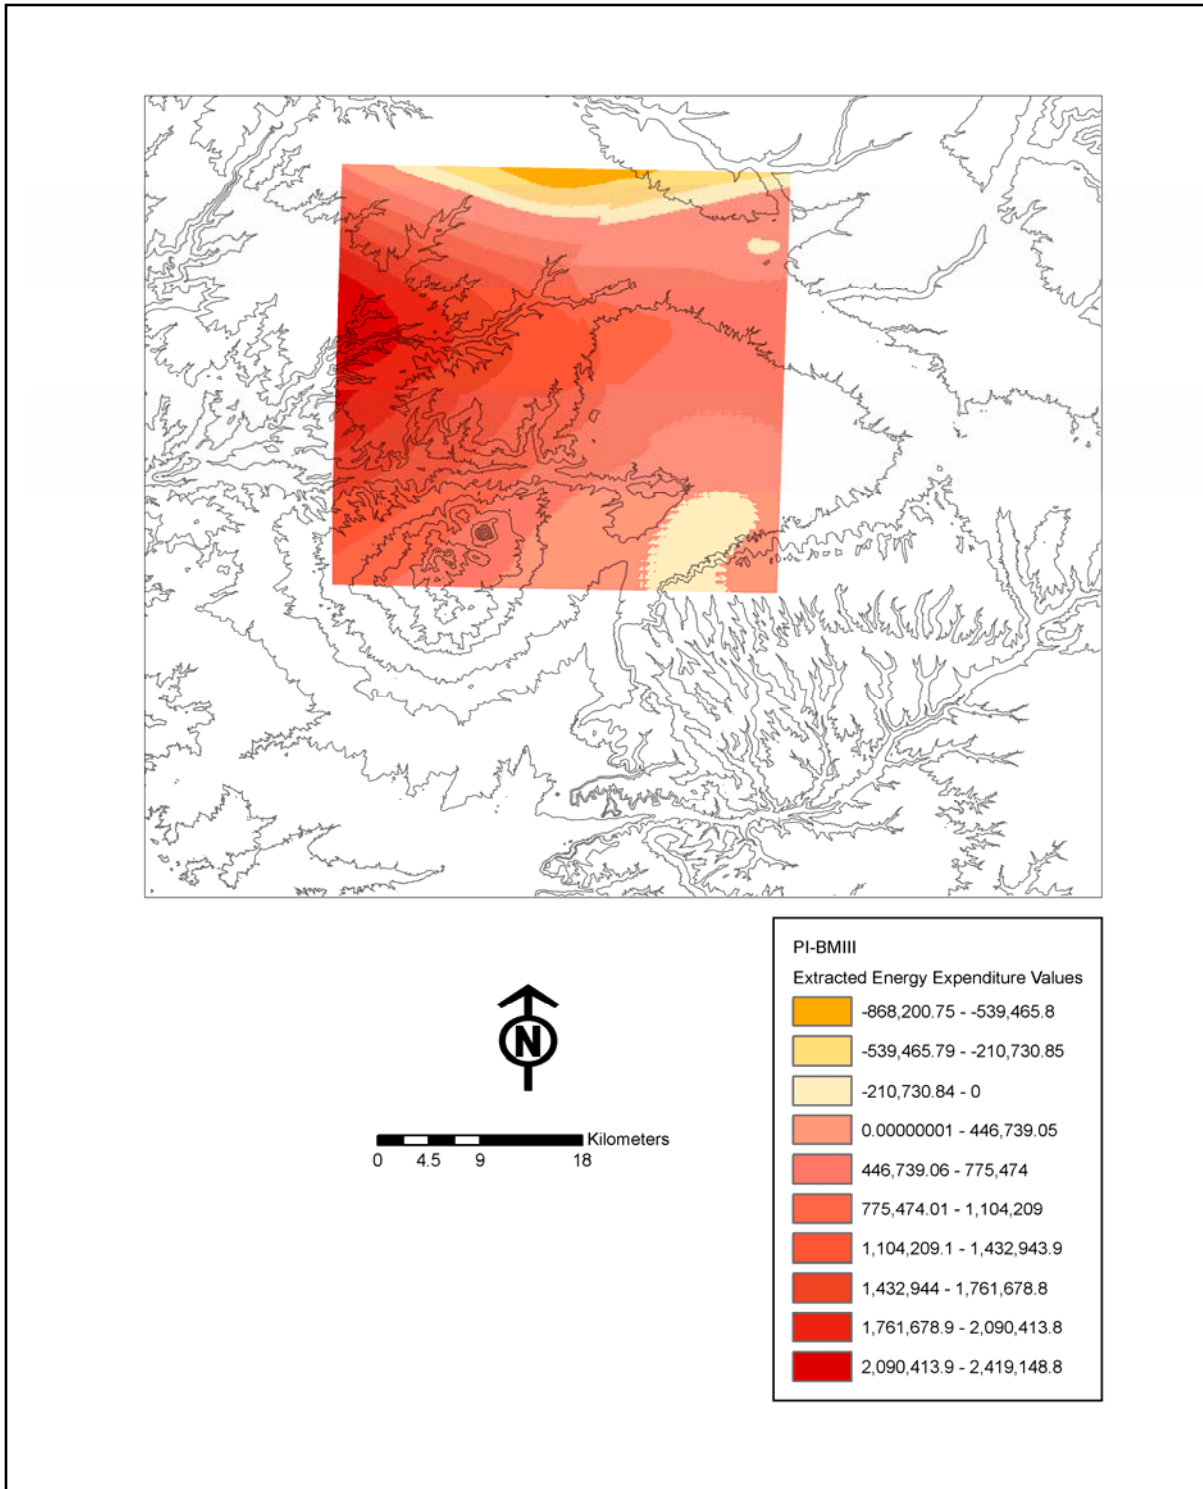 N
Kilometers
0 4.5 9 18
PI-BMIII
Extracted Energy Expenditure Values
-868,200.75 - -539,465.8
-539,465.79 - -210,730.85
-210,730.84 - 0
0.00000001 - 446,739.05
446,739.06 - 775,474
775,474.01 - 1,104,209
1,104,209.1 - 1,432,943.9
1,432,944 - 1,761,678.8
1,761,678.9 - 2,090,413.8
2,090,413.9 - 2,419,148.8